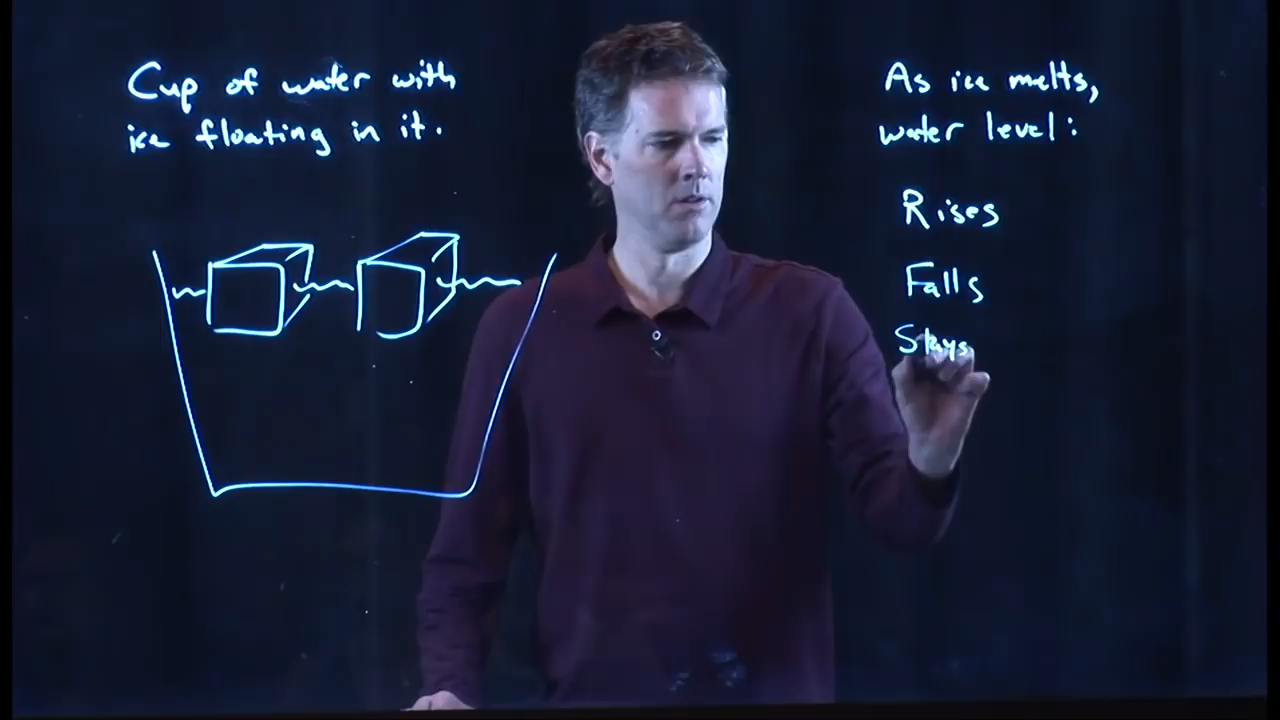 Cup of water with
ice floating in it.
As ice melts,
water level:
Rises
Falls
Stays